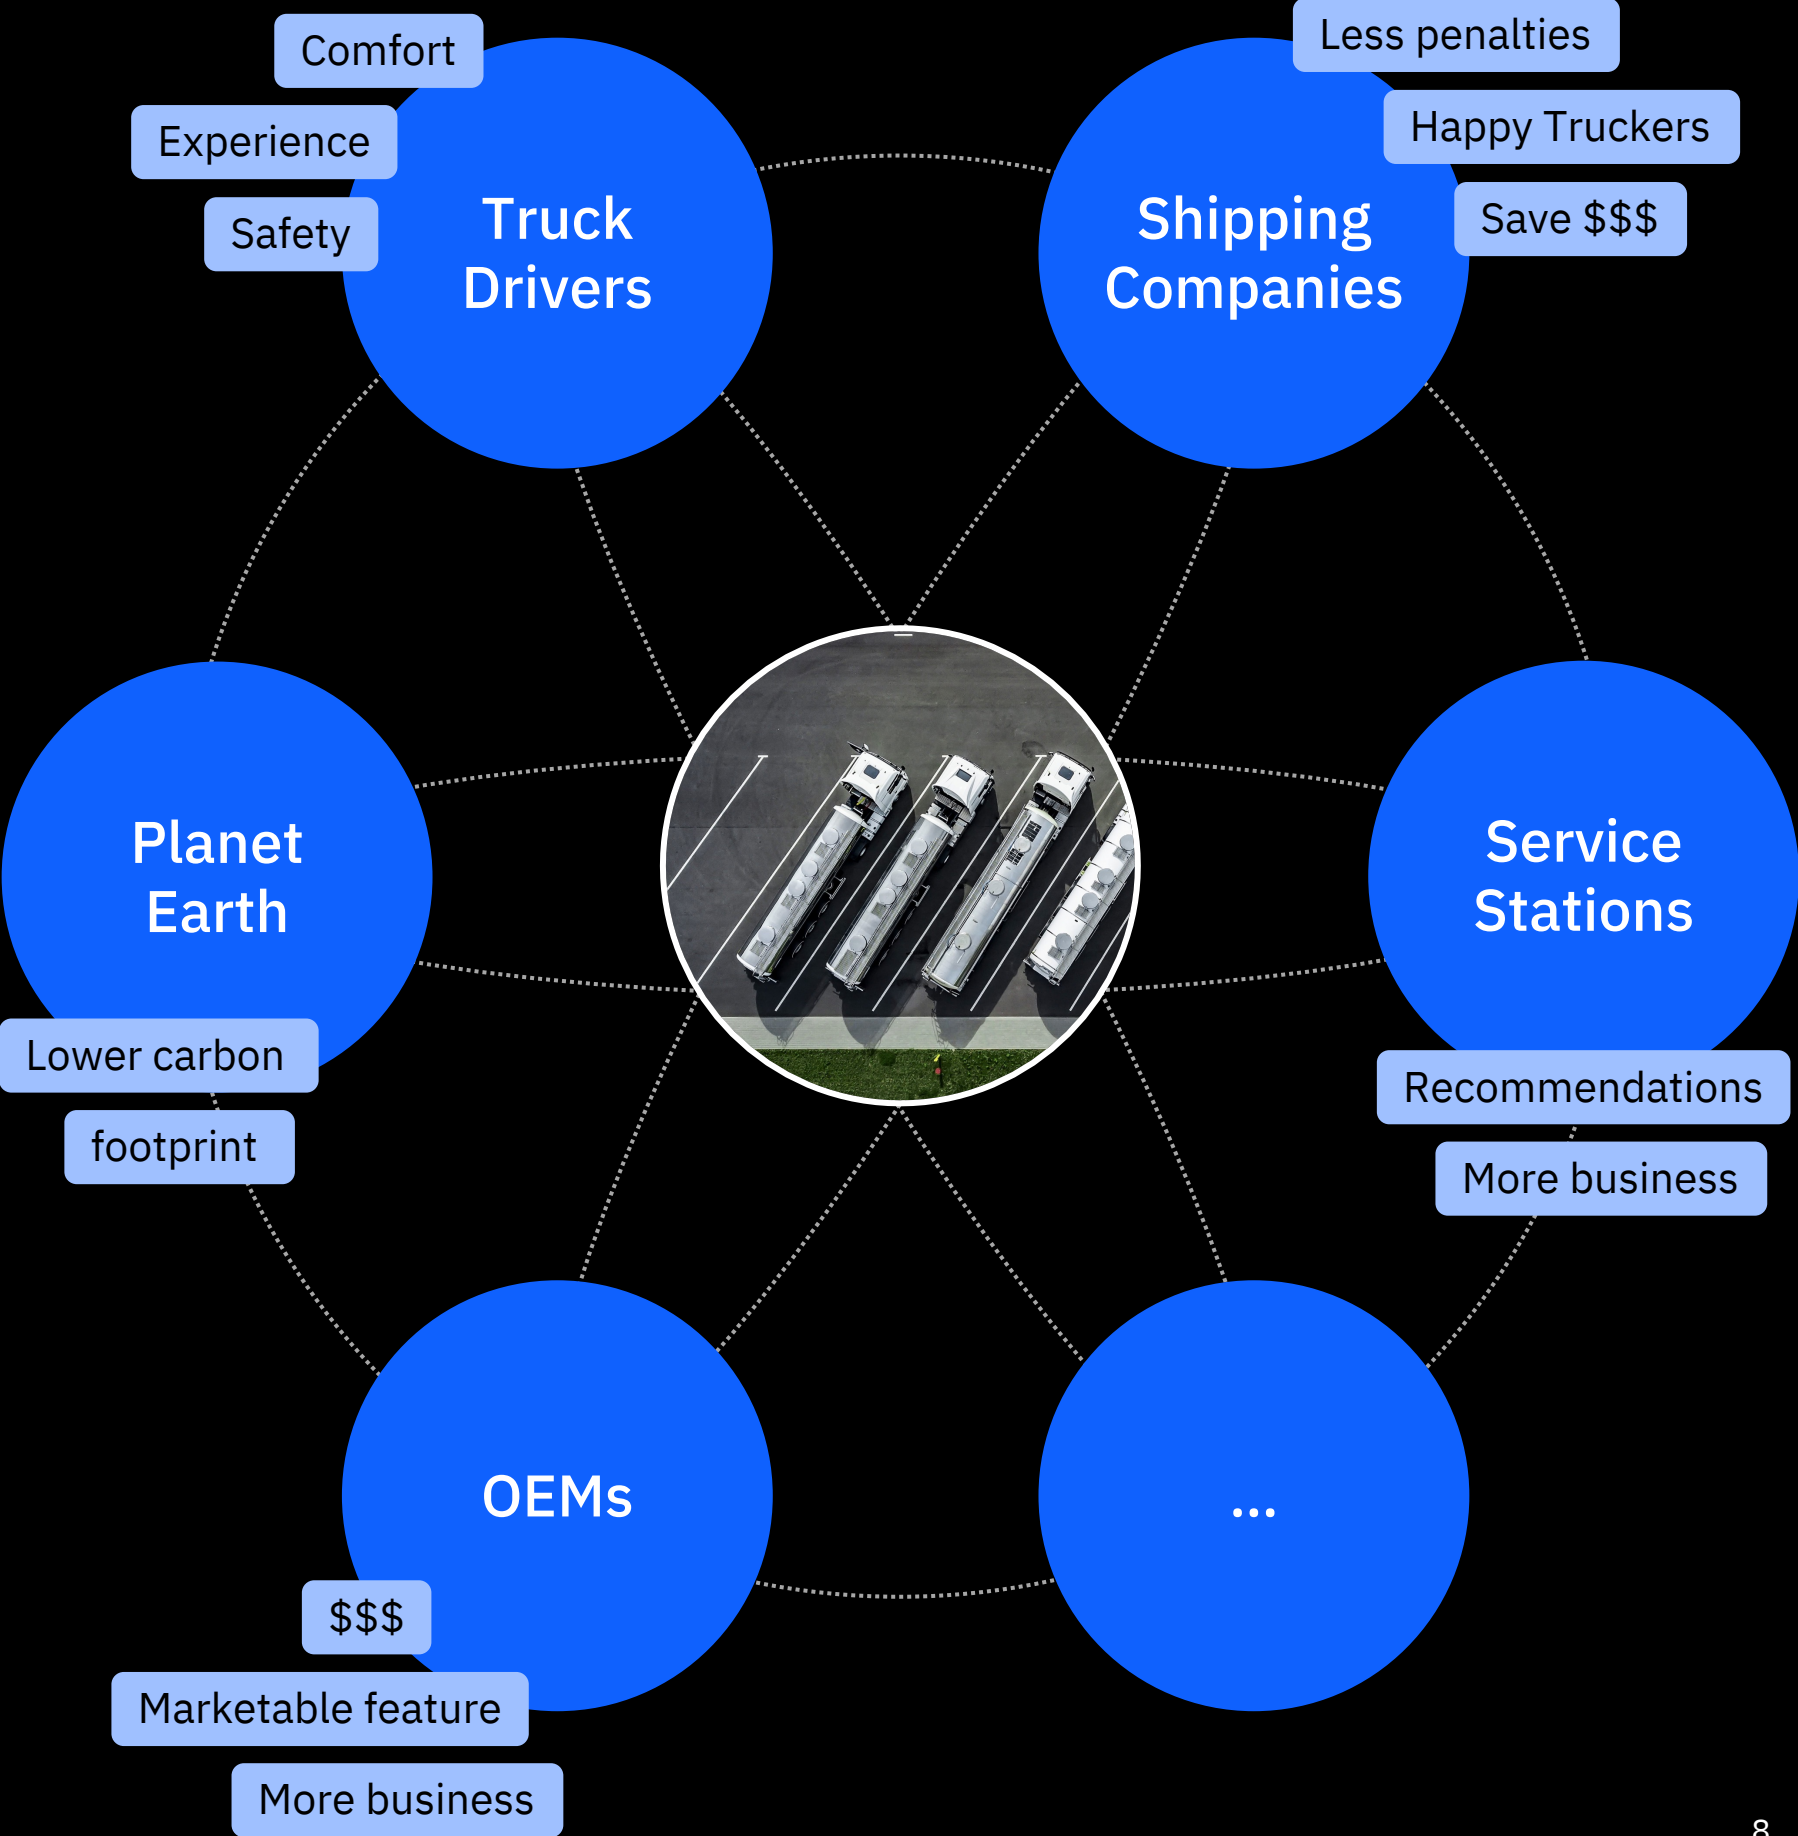 Comfort
Experience
Safety
Truck
Drivers
Less penalties
Happy Truckers
Save $$$
Shipping
Companies
Planet
Earth
Lower carbon
footprint
Service
Stations
Recommendations
More business
OEMs
$$$
Marketable feature
More business
...
8